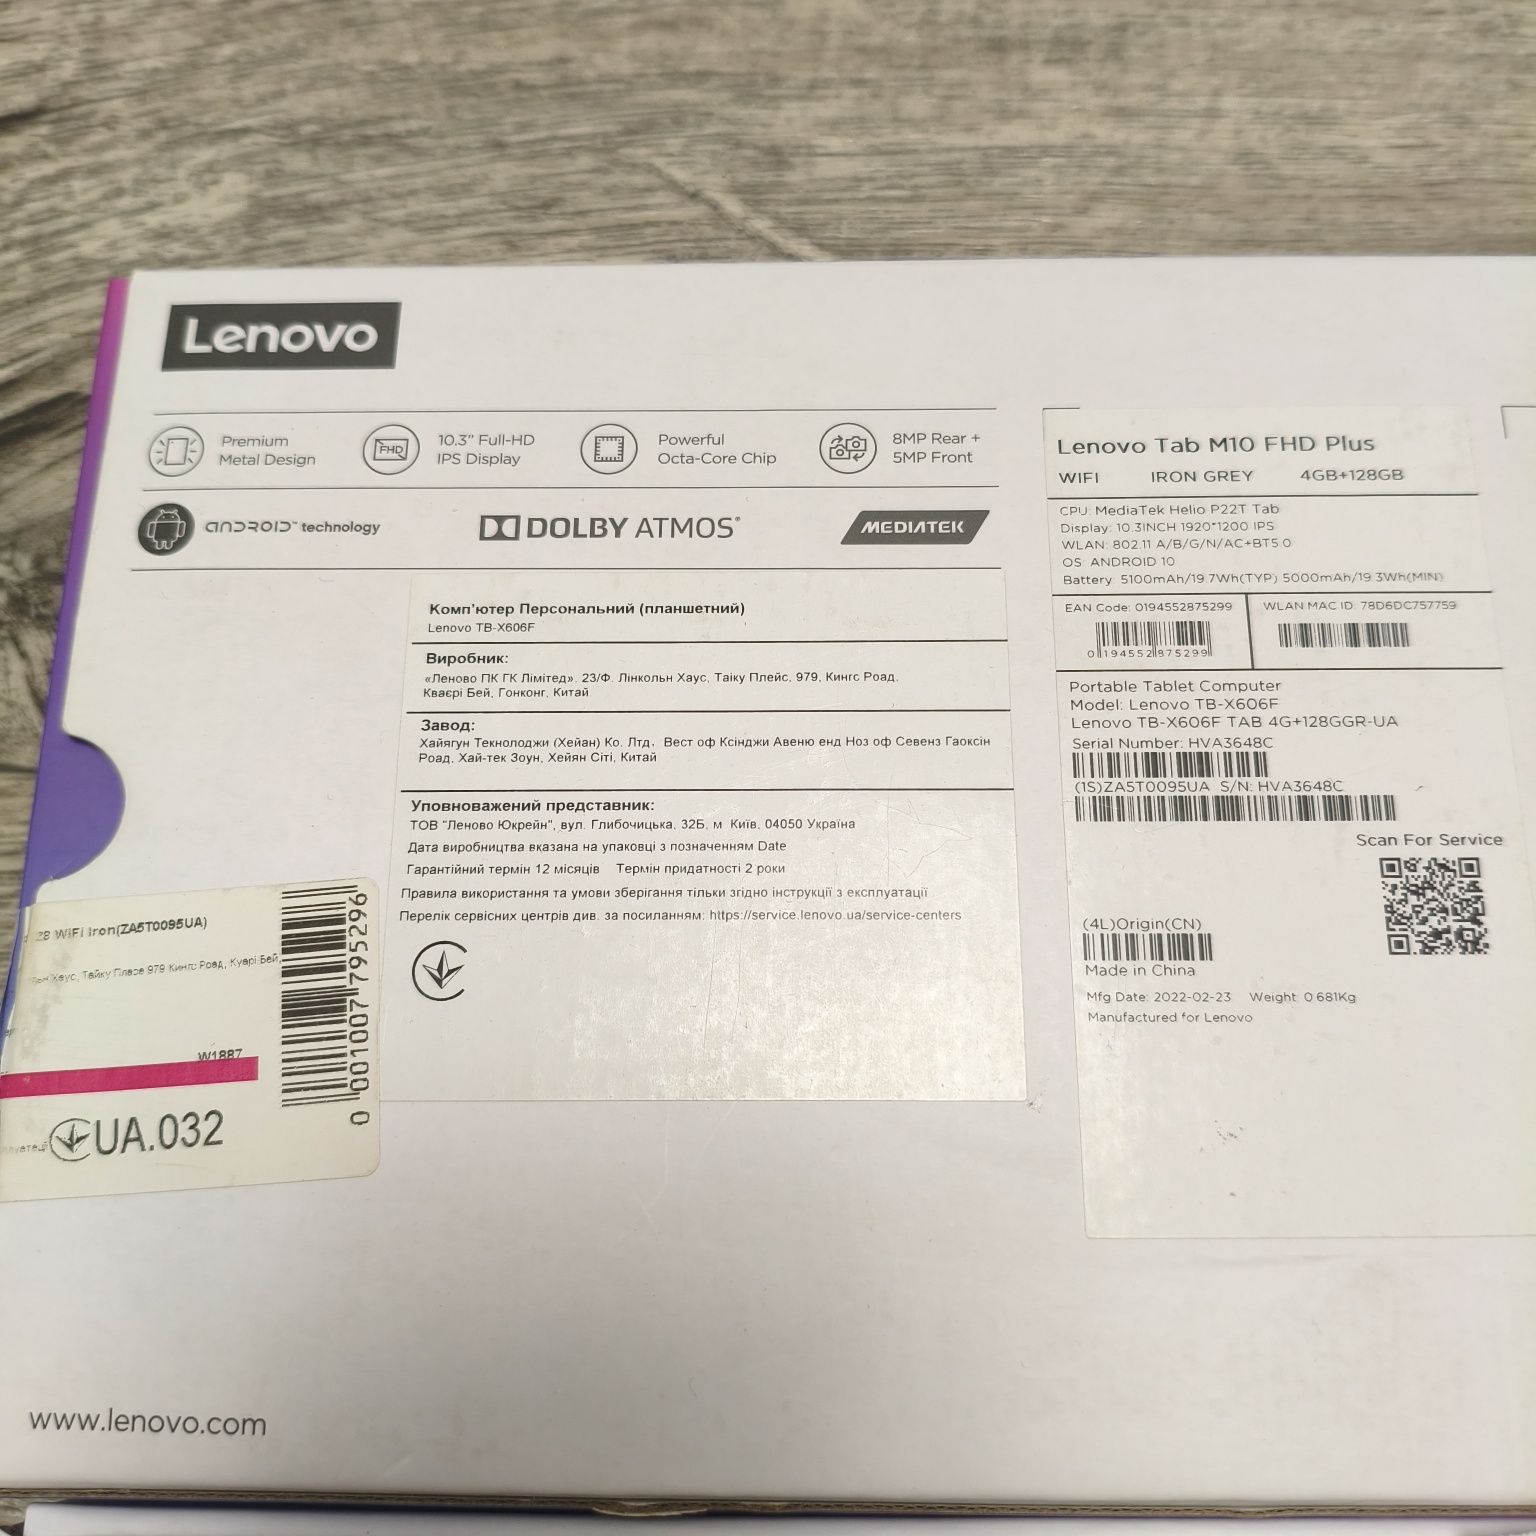 Lenovo
Premium
Metal Design
FHD
10.3" Full-HD
IPS Display
Powerful
Octa-Core Chip
8MP Rear +
5MP Front
ANDROID™ technology
DOLBY ATMOS®
MEDIATEK
Комп'ютер Персональний (планшетний)
Lenovo TB-X606F
Виробник:
«Леново ПК ГК Лімітед». 23/Ф. Лінкольн Хаус, Таіку Плейс, 979, Кингс Роад,
Кваєрі Бей, Гонконг, Китай
Завод:
Хайягун Текнолоджи (Хейан) Ко. Лтд, Вест оф Ксінджи Авеню енд Ноз оф Севенз Гаоксін
Роад, Хай-тек Зоун, Хейян Сіті, Китай
Уповноважений представник:
ТОВ "Леново Юкрейн", вул. Глибочицька, 32Б, м Київ, 04050 Україна
Дата виробництва вказана на упаковці з позначенням Date
Гарантійний термін 12 місяців Термін придатності 2 роки
Правила використання та умови зберігання тільки згідно інструкції з експлуатації
Перелік сервісних центрів див. за посиланням: https://service.lenovo.ua/service-centers
Lenovo Tab M10 FHD Plus
WIFI IRON GREY 4GB+128GB
CPU: MediaTek Helio P22T Tab
Display: 10.3INCH 1920*1200 IPS
WLAN: 802.11 A/B/G/N/AC+BT5.0
OS: ANDROID 10
Battery: 5100mAh/19.7Wh(TYP) 5000mAh/19.3Wh(MIN)
EAN Code: 0194552875299
0 194552 875299
WLAN MAC ID: 78D6DC757759
Portable Tablet Computer
Model: Lenovo TB-X606F
Lenovo TB-X606F TAB 4G+128GGR-UA
Serial Number: HVA3648C
(1S)ZA5T0095UA S/N: HVA3648C
Scan For Service
(4L)Origin(CN)
Made in China
Mfg Date: 2022-02-23 Weight: 0.681Kg
Manufactured for Lenovo
28 WiFi Iron(ZA5T0095UA)
Хаус, Тайку Плазе 979 Кингс Роад, Куарі Бей,
W1887
UA.032
0 001007 795296
www.lenovo.com